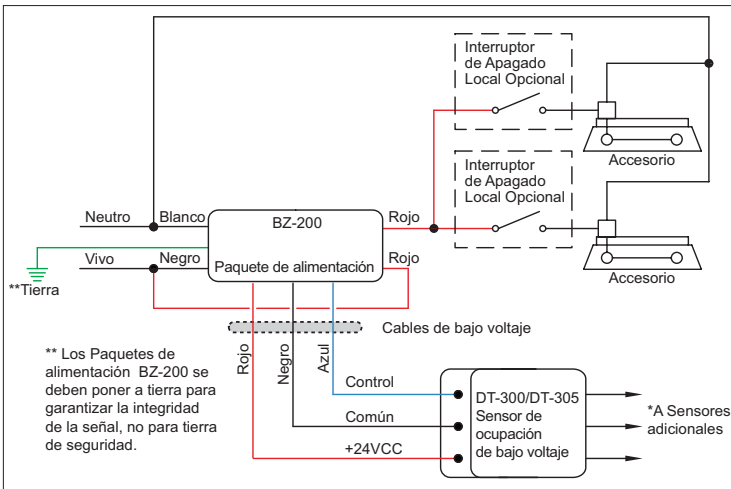 Interruptor
de Apagado
Local Opcional
Accesorio
Interruptor
de Apagado
Local Opcional
Accesorio
Neutro
Blanco
BZ-200
Rojo
Vivo
Negro
Paquete de alimentación
Rojo
**Tierra
Cables de bajo voltaje
Rojo
Negro
Azul
** Los Paquetes de
alimentación BZ-200 se
deben poner a tierra para
garantizar la integridad
de la señal, no para tierra
de seguridad.
Control
Común
+24VCC
DT-300/DT-305
Sensor de
ocupación
de bajo voltaje
*A Sensores
adicionales